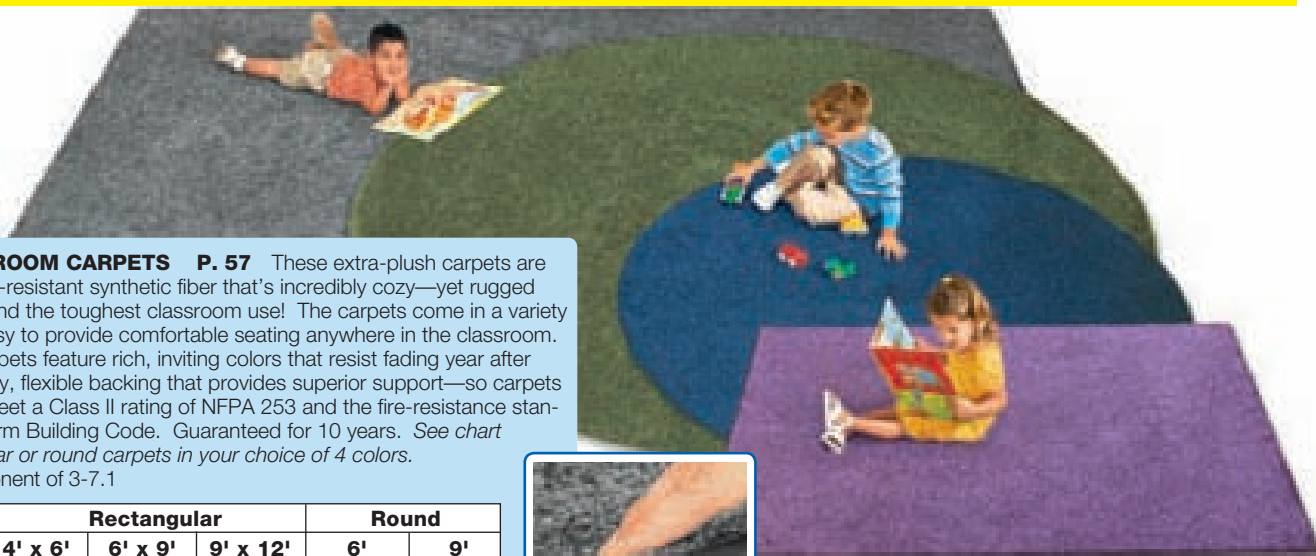 ROOM CARPETS P. 57 These extra-plush carpets are
-resistant synthetic fiber that's incredibly cozy—yet rugged
nd the toughest classroom use! The carpets come in a variety
sy to provide comfortable seating anywhere in the classroom.
pets feature rich, inviting colors that resist fading year after
y, flexible backing that provides superior support—so carpets
eet a Class II rating of NFPA 253 and the fire-resistance stan-
rm Building Code. Guaranteed for 10 years. See chart
ar or round carpets in your choice of 4 colors.
nent of 3-7.1
Rectangular Round
4' x 6' 6' x 9' 9' x 12' 6' 9'